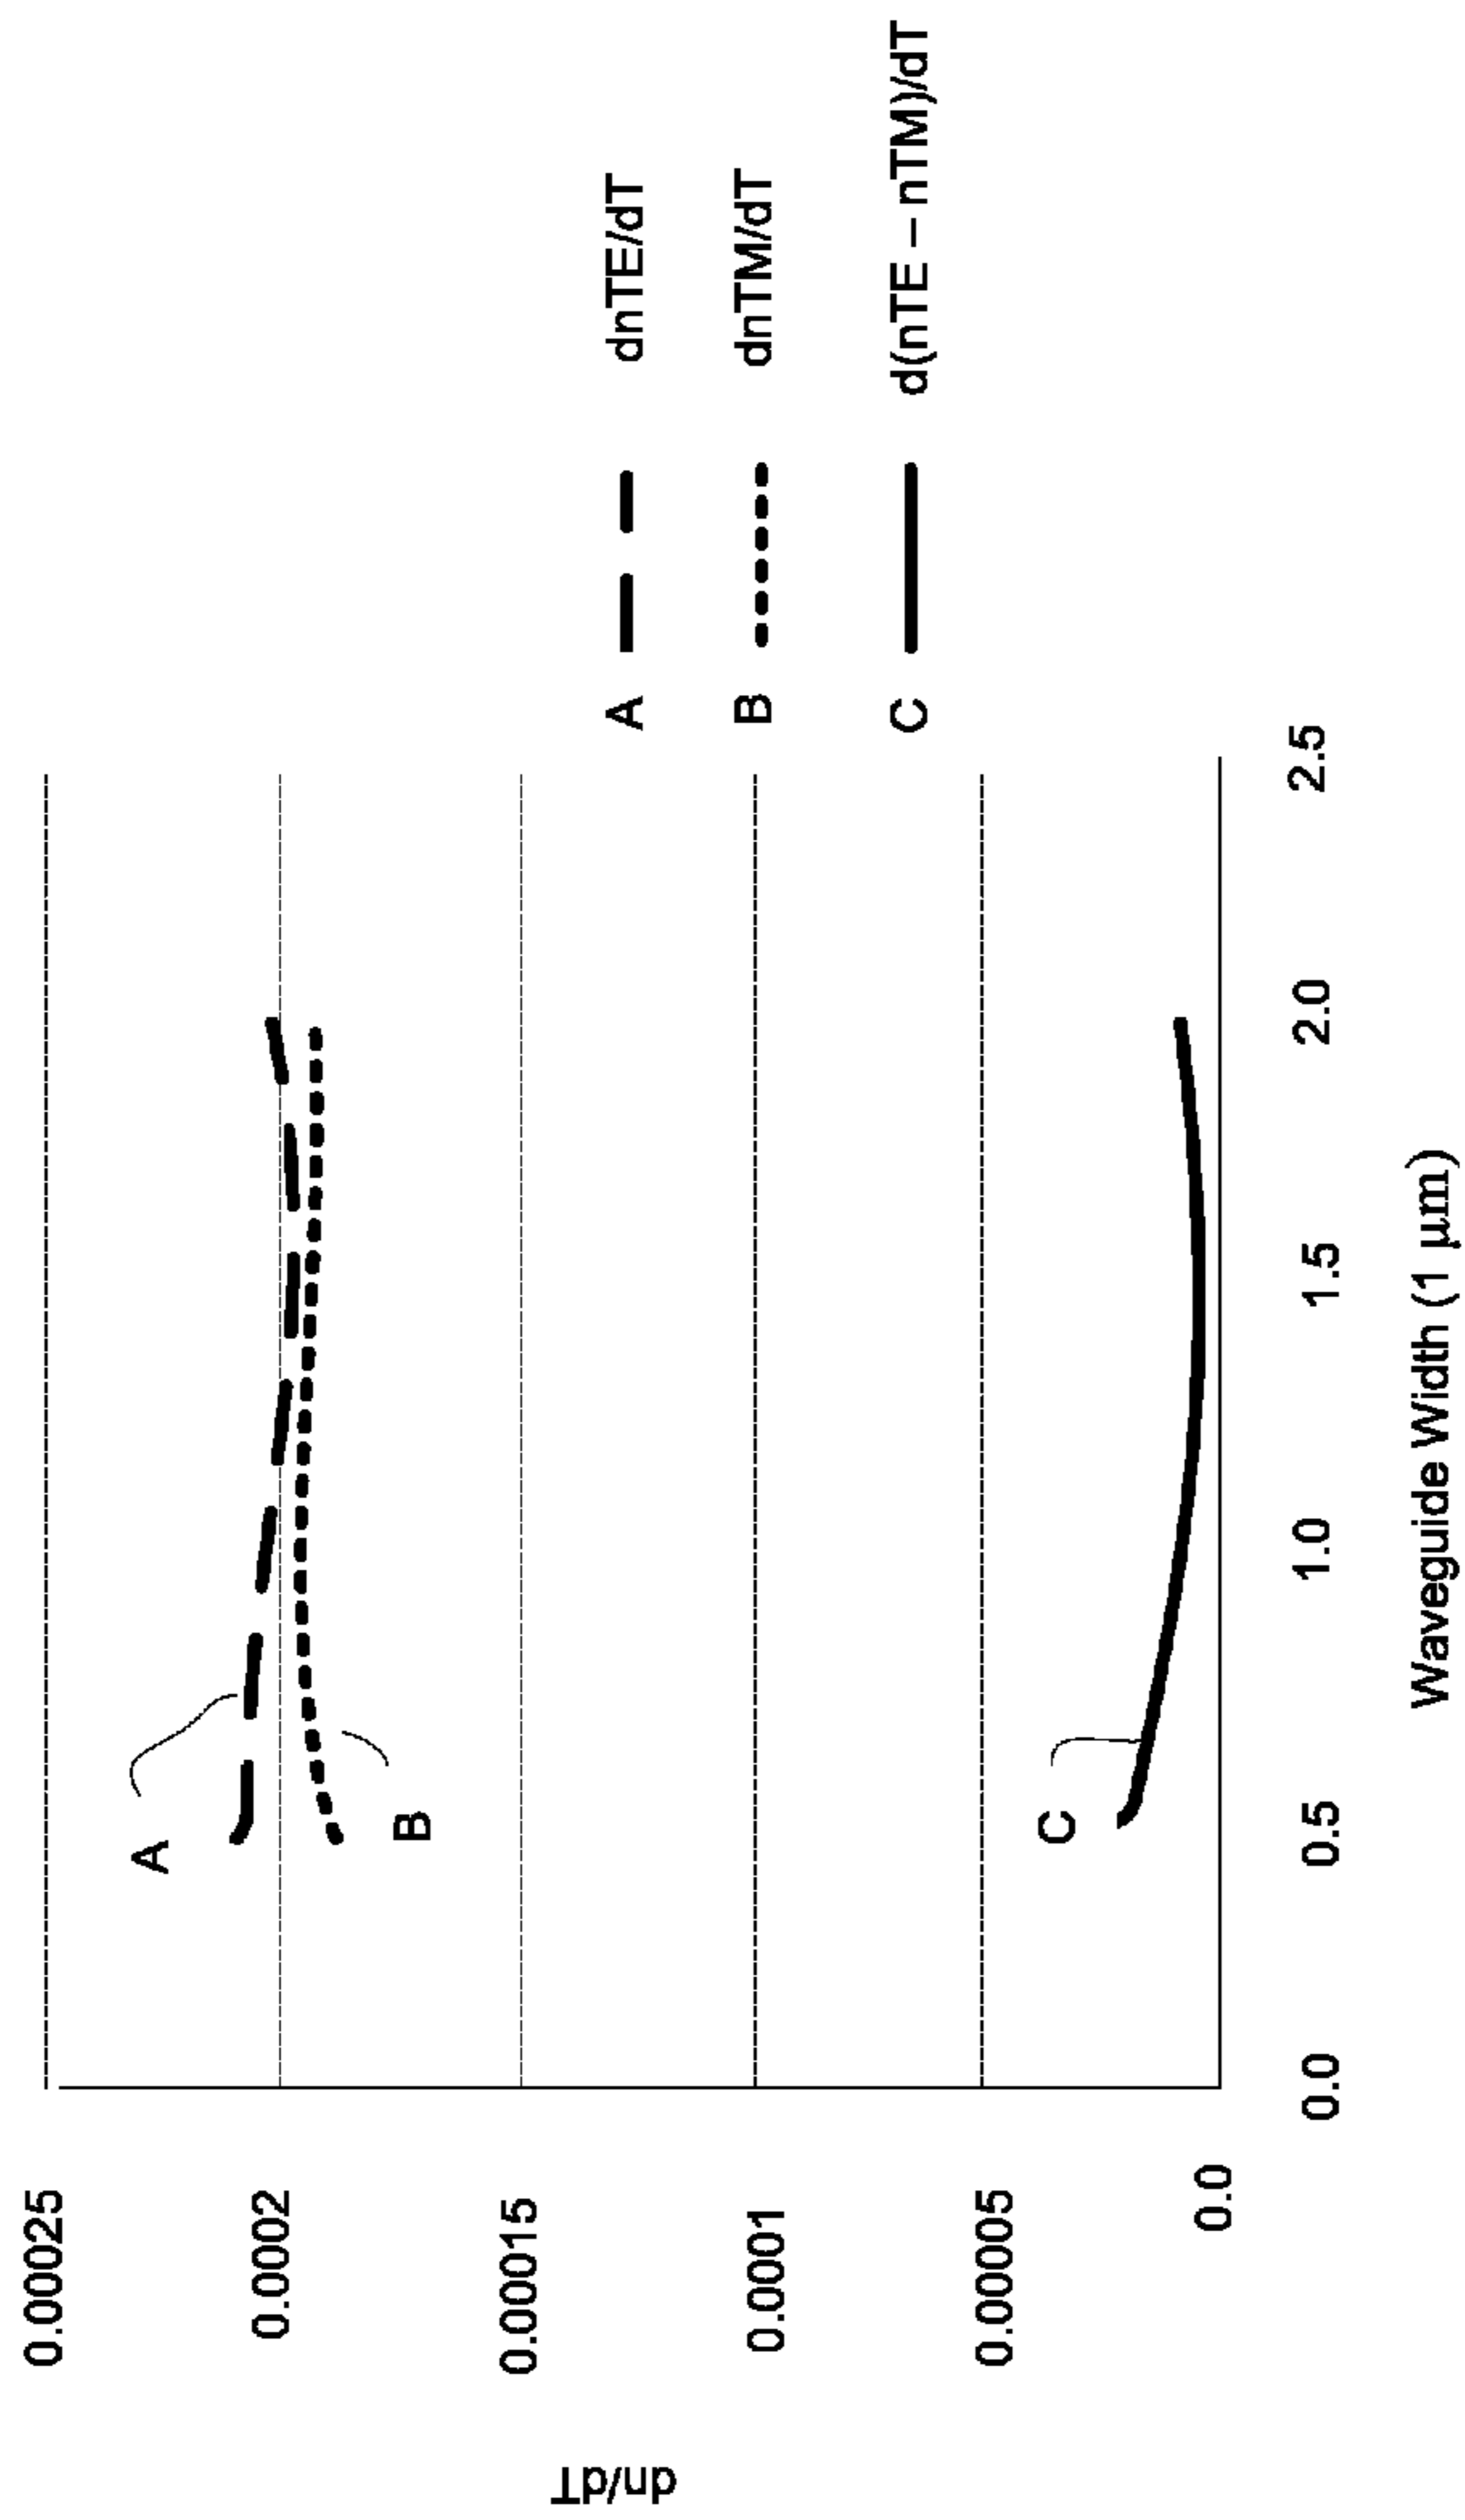 dn/dT
0.00025
0.0002
0.00015
0.0001
0.00005
0.0
0.0
0.5
1.0
1.5
2.0
2.5
Waveguide Width (1 µm)
A
B
C
A dnTE/dT
B dnTM/dT
C d(nTE – nTM)/dT